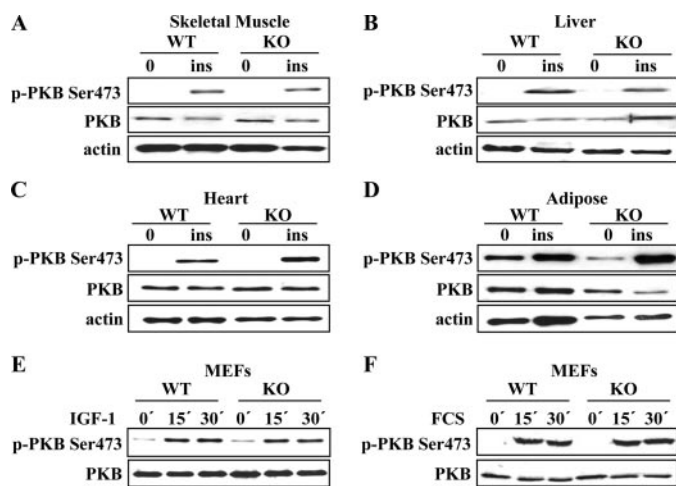 A Skeletal Muscle
WT KO
0 ins 0 ins
p-PKB Ser473
PKB
actin
B Liver
WT KO
0 ins 0 ins
p-PKB Ser473
PKB
actin
C Heart
WT KO
0 ins 0 ins
p-PKB Ser473
PKB
actin
D Adipose
WT KO
0 ins 0 ins
p-PKB Ser473
PKB
actin
E MEFs
WT KO
IGF-1 0´ 15´ 30´ 0´ 15´ 30´
p-PKB Ser473
PKB
F MEFs
WT KO
FCS 0´ 15´ 30´ 0´ 15´ 30´
p-PKB Ser473
PKB